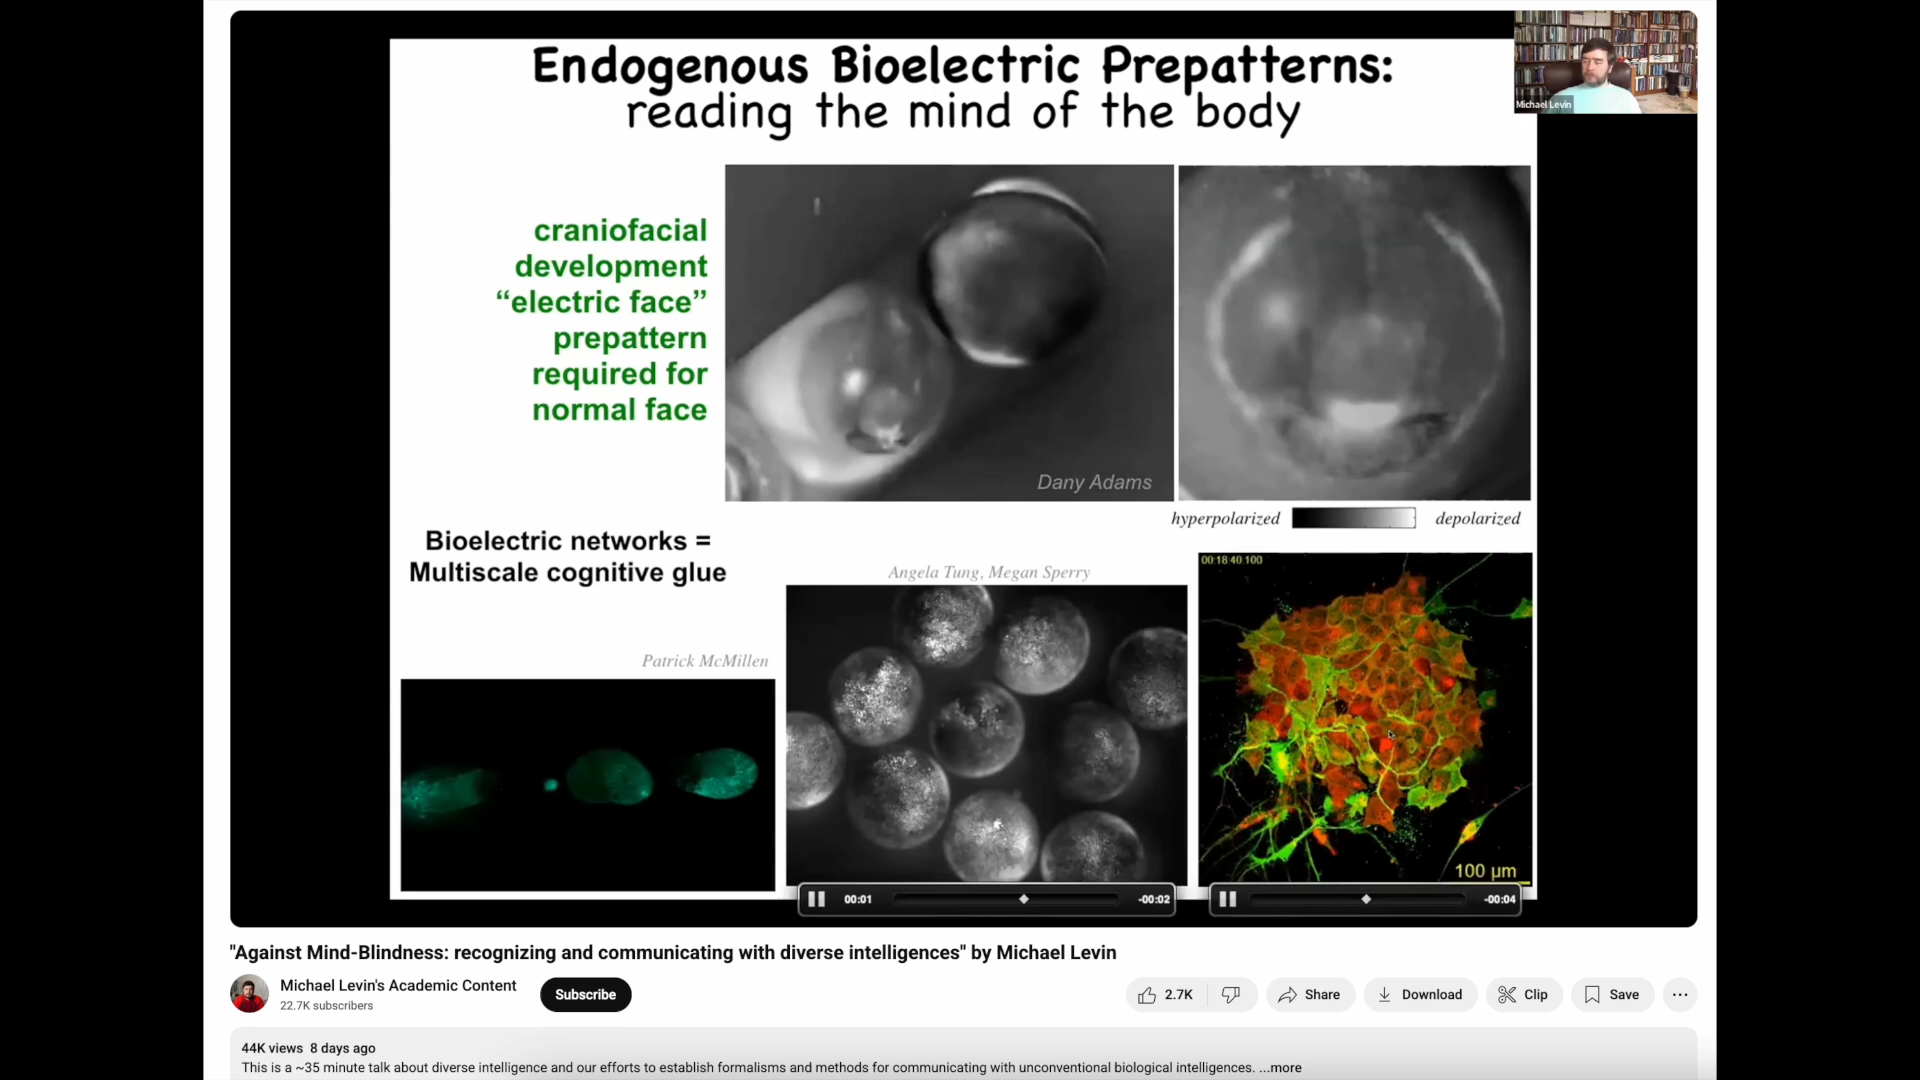 Endogenous Bioelectric Prepatterns:
reading the mind of the body
Michael Levin
craniofacial
development
“electric face”
prepattern
required for
normal face
Dany Adams
hyperpolarized depolarized
Bioelectric networks =
Multiscale cognitive glue
Angela Tung, Megan Sperry
00:18:40.100
Patrick McMillen
100 µm
00:01 -00:02
-00:04
"Against Mind-Blindness: recognizing and communicating with diverse intelligences" by Michael Levin
Michael Levin's Academic Content
22.7K subscribers
Subscribe
2.7K Share Download Clip Save
44K views 8 days ago
This is a ~35 minute talk about diverse intelligence and our efforts to establish formalisms and methods for communicating with unconventional biological intelligences. ...more